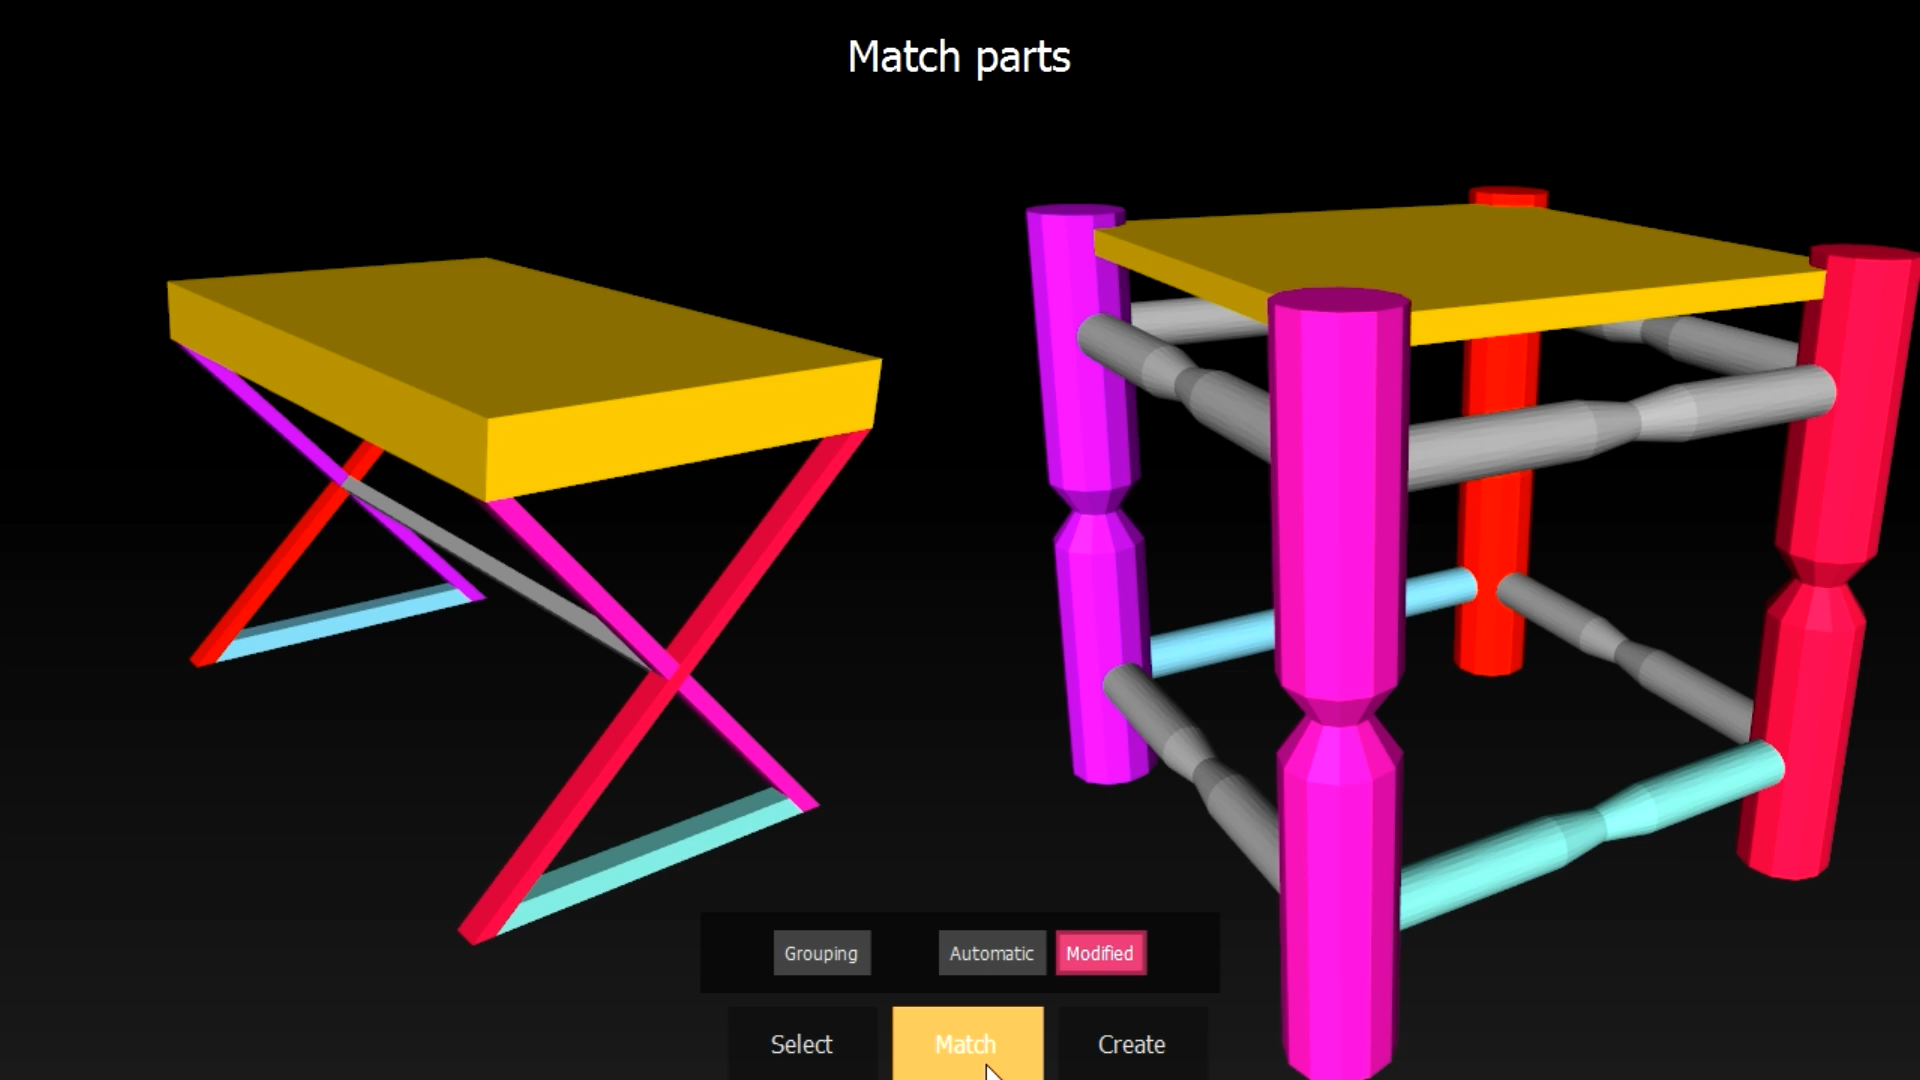 Match parts
Grouping
Automatic
Modified
Select
Match
Create